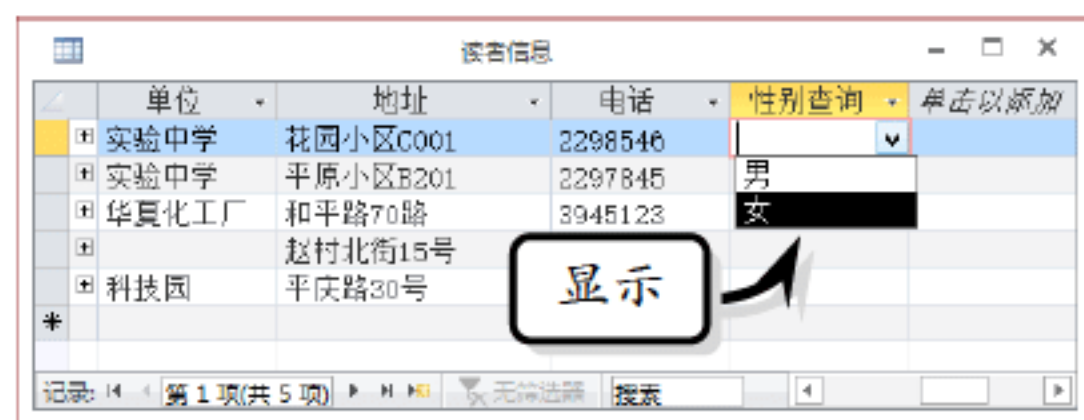 读者信息
单位 地址 电话 性别查询 单击以添加
实验中学 花园小区C001 2298546
实验中学 平原小区B201 2297845 男
华夏化工厂 和平路70路 3945123 女
赵村北街15号
科技园 平庆路30号
显示
记录: 第 1 项(共 5 项) 无筛选器 搜索